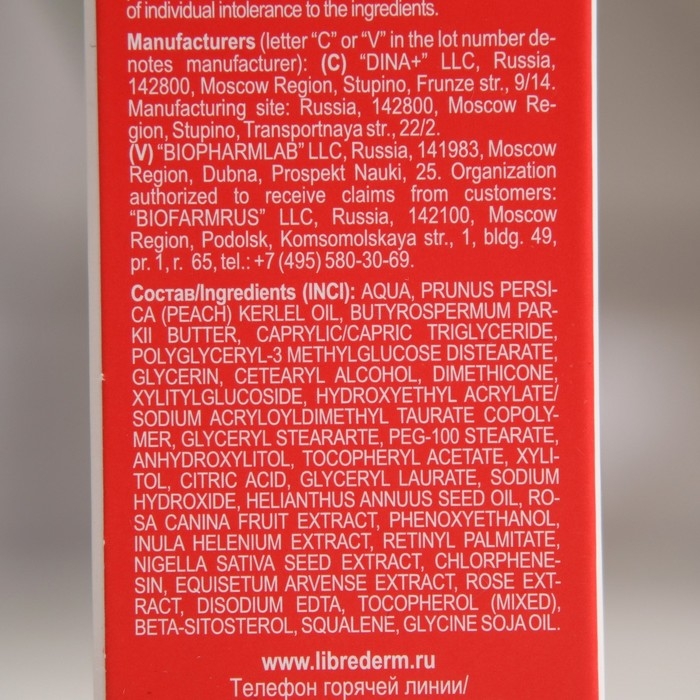 of individual intolerance to the ingredients.
Manufacturers (letter “C” or “V” in the lot number de-
notes manufacturer): (C) “DINA+” LLC, Russia,
142800, Moscow Region, Stupino, Frunze str., 9/14.
Manufacturing site: Russia, 142800, Moscow Re-
gion, Stupino, Transportnaya str., 22/2.
(V) “BIOPHARMLAB” LLC, Russia, 141983, Moscow
Region, Dubna, Prospekt Nauki, 25. Organization
authorized to receive claims from customers:
“BIOFARMRUS” LLC, Russia, 142100, Moscow
Region, Podolsk, Komsomolskaya str., 1, bldg. 49,
pr. 1, r. 65, tel.: +7 (495) 580-30-69.
Состав/Ingredients (INCI): AQUA, PRUNUS PERSI-
CA (PEACH) KERLEL OIL, BUTYROSPERMUM PAR-
KII BUTTER, CAPRYLIC/CAPRIC TRIGLYCERIDE,
POLYGLYCERYL-3 METHYLGLUCOSE DISTEARATE,
GLYCERIN, CETEARYL ALCOHOL, DIMETHICONE,
XYLITYLGLUCOSIDE, HYDROXYETHYL ACRYLATE/
SODIUM ACRYLOYLDIMETHYL TAURATE COPOLY-
MER, GLYCERYL STEARARTE, PEG-100 STEARATE,
ANHYDROXYLITOL, TOCOPHERYL ACETATE, XYLI-
TOL, CITRIC ACID, GLYCERYL LAURATE, SODIUM
HYDROXIDE, HELIANTHUS ANNUUS SEED OIL, RO-
SA CANINA FRUIT EXTRACT, PHENOXYETHANOL,
INULA HELENIUM EXTRACT, RETINYL PALMITATE,
NIGELLA SATIVA SEED EXTRACT, CHLORPHENE-
SIN, EQUISETUM ARVENSE EXTRACT, ROSE EXT-
RACT, DISODIUM EDTA, TOCOPHEROL (MIXED),
BETA-SITOSTEROL, SQUALENE, GLYCINE SOJA OIL.
www.librederm.ru
Телефон горячей линии/